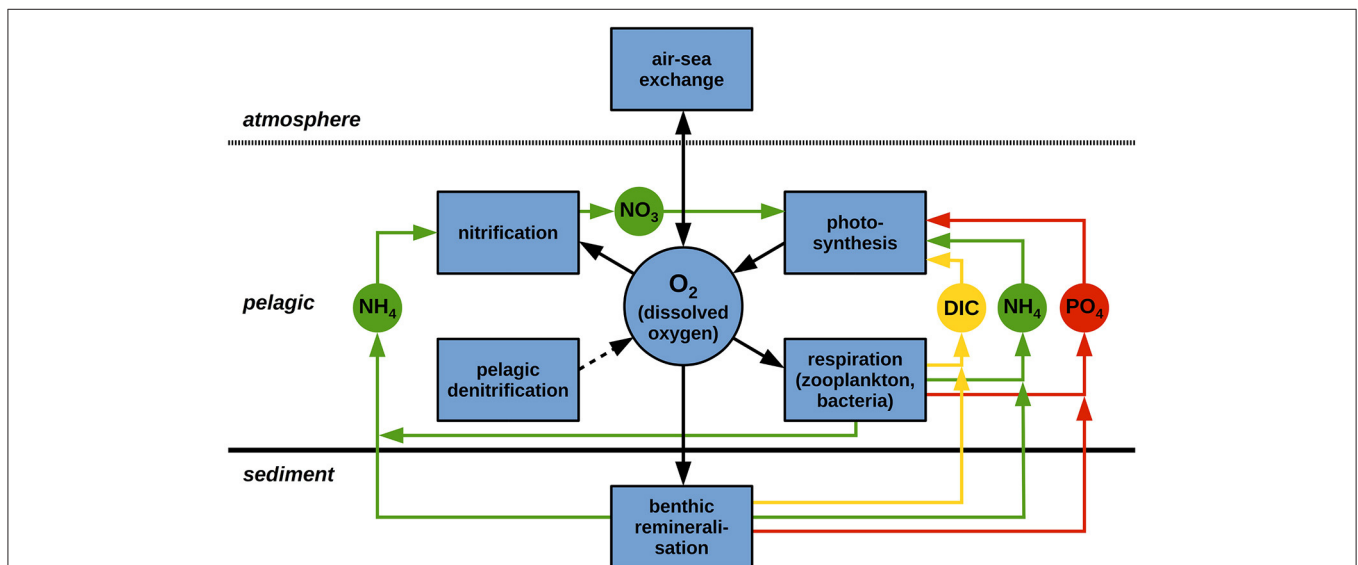 air-sea
exchange
atmosphere
nitrification
NO3
photo-
synthesis
pelagic
NH4
O2
(dissolved
oxygen)
DIC
NH4
PO4
pelagic
denitrification
respiration
(zooplankton,
bacteria)
sediment
benthic
reminerali-
sation